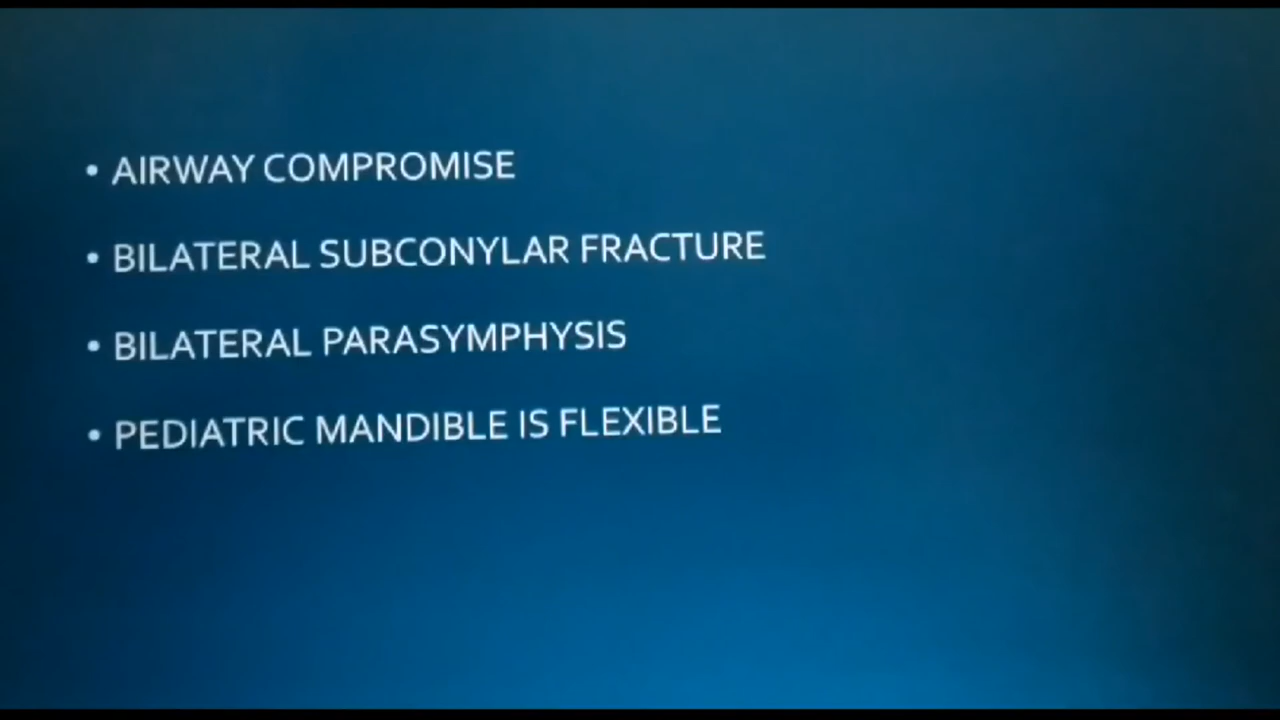 • AIRWAY COMPROMISE
• BILATERAL SUBCONYLAR FRACTURE
• BILATERAL PARASYMPHYSIS
• PEDIATRIC MANDIBLE IS FLEXIBLE